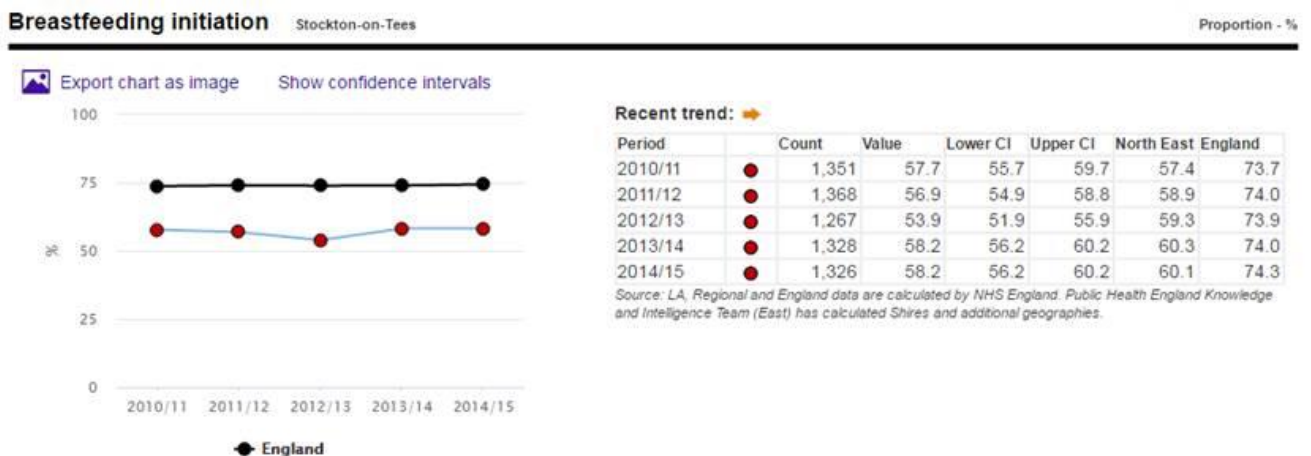 Breastfeeding initiation Stockton-on-Tees Proportion - %
Export chart as image Show confidence intervals
100
75
50
25
0
%
2010/11 2011/12 2012/13 2013/14 2014/15
England
Recent trend:
Period Count Value Lower CI Upper CI North East England
2010/11 1,351 57.7 55.7 59.7 57.4 73.7
2011/12 1,368 56.9 54.9 58.8 58.9 74.0
2012/13 1,267 53.9 51.9 55.9 59.3 73.9
2013/14 1,328 58.2 56.2 60.2 60.3 74.0
2014/15 1,326 58.2 56.2 60.2 60.1 74.3
Source: LA, Regional and England data are calculated by NHS England. Public Health England Knowledge
and Intelligence Team (East) has calculated Shires and additional geographies.